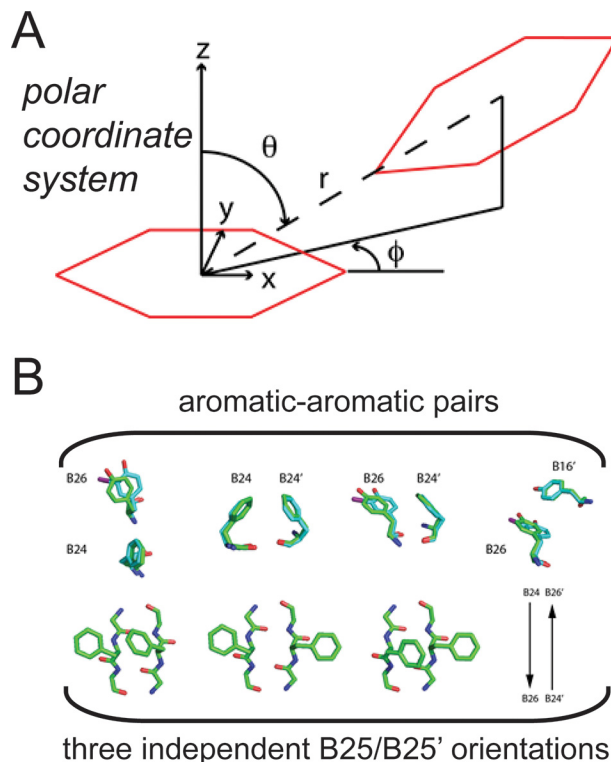 A
polar
coordinate
system
z
θ
r
y
x
ϕ
B
aromatic-aromatic pairs
B26
B24
B24 B24′
B26 B24′
B16′
B26
B24 B26′
B26 B24′
three independent B25/B25′ orientations